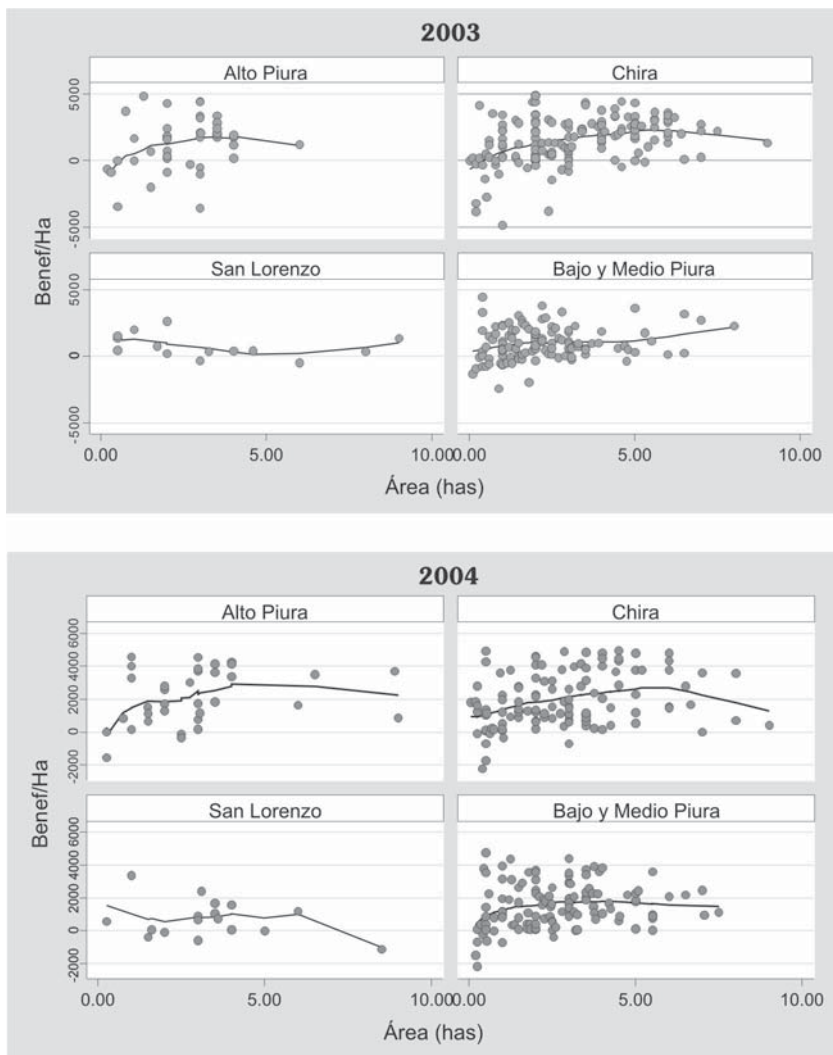 2003
Alto Piura
Chira
5000
0
-5000
San Lorenzo
Bajo y Medio Piura
5000
0
-5000
Benef/Ha
0.00
5.00
10.00
0.00
5.00
10.00
Área (has)
2004
Alto Piura
Chira
6000
4000
2000
0
-2000
San Lorenzo
Bajo y Medio Piura
6000
4000
2000
0
-2000
Benef/Ha
0.00
5.00
10.00
0.00
5.00
10.00
Área (has)